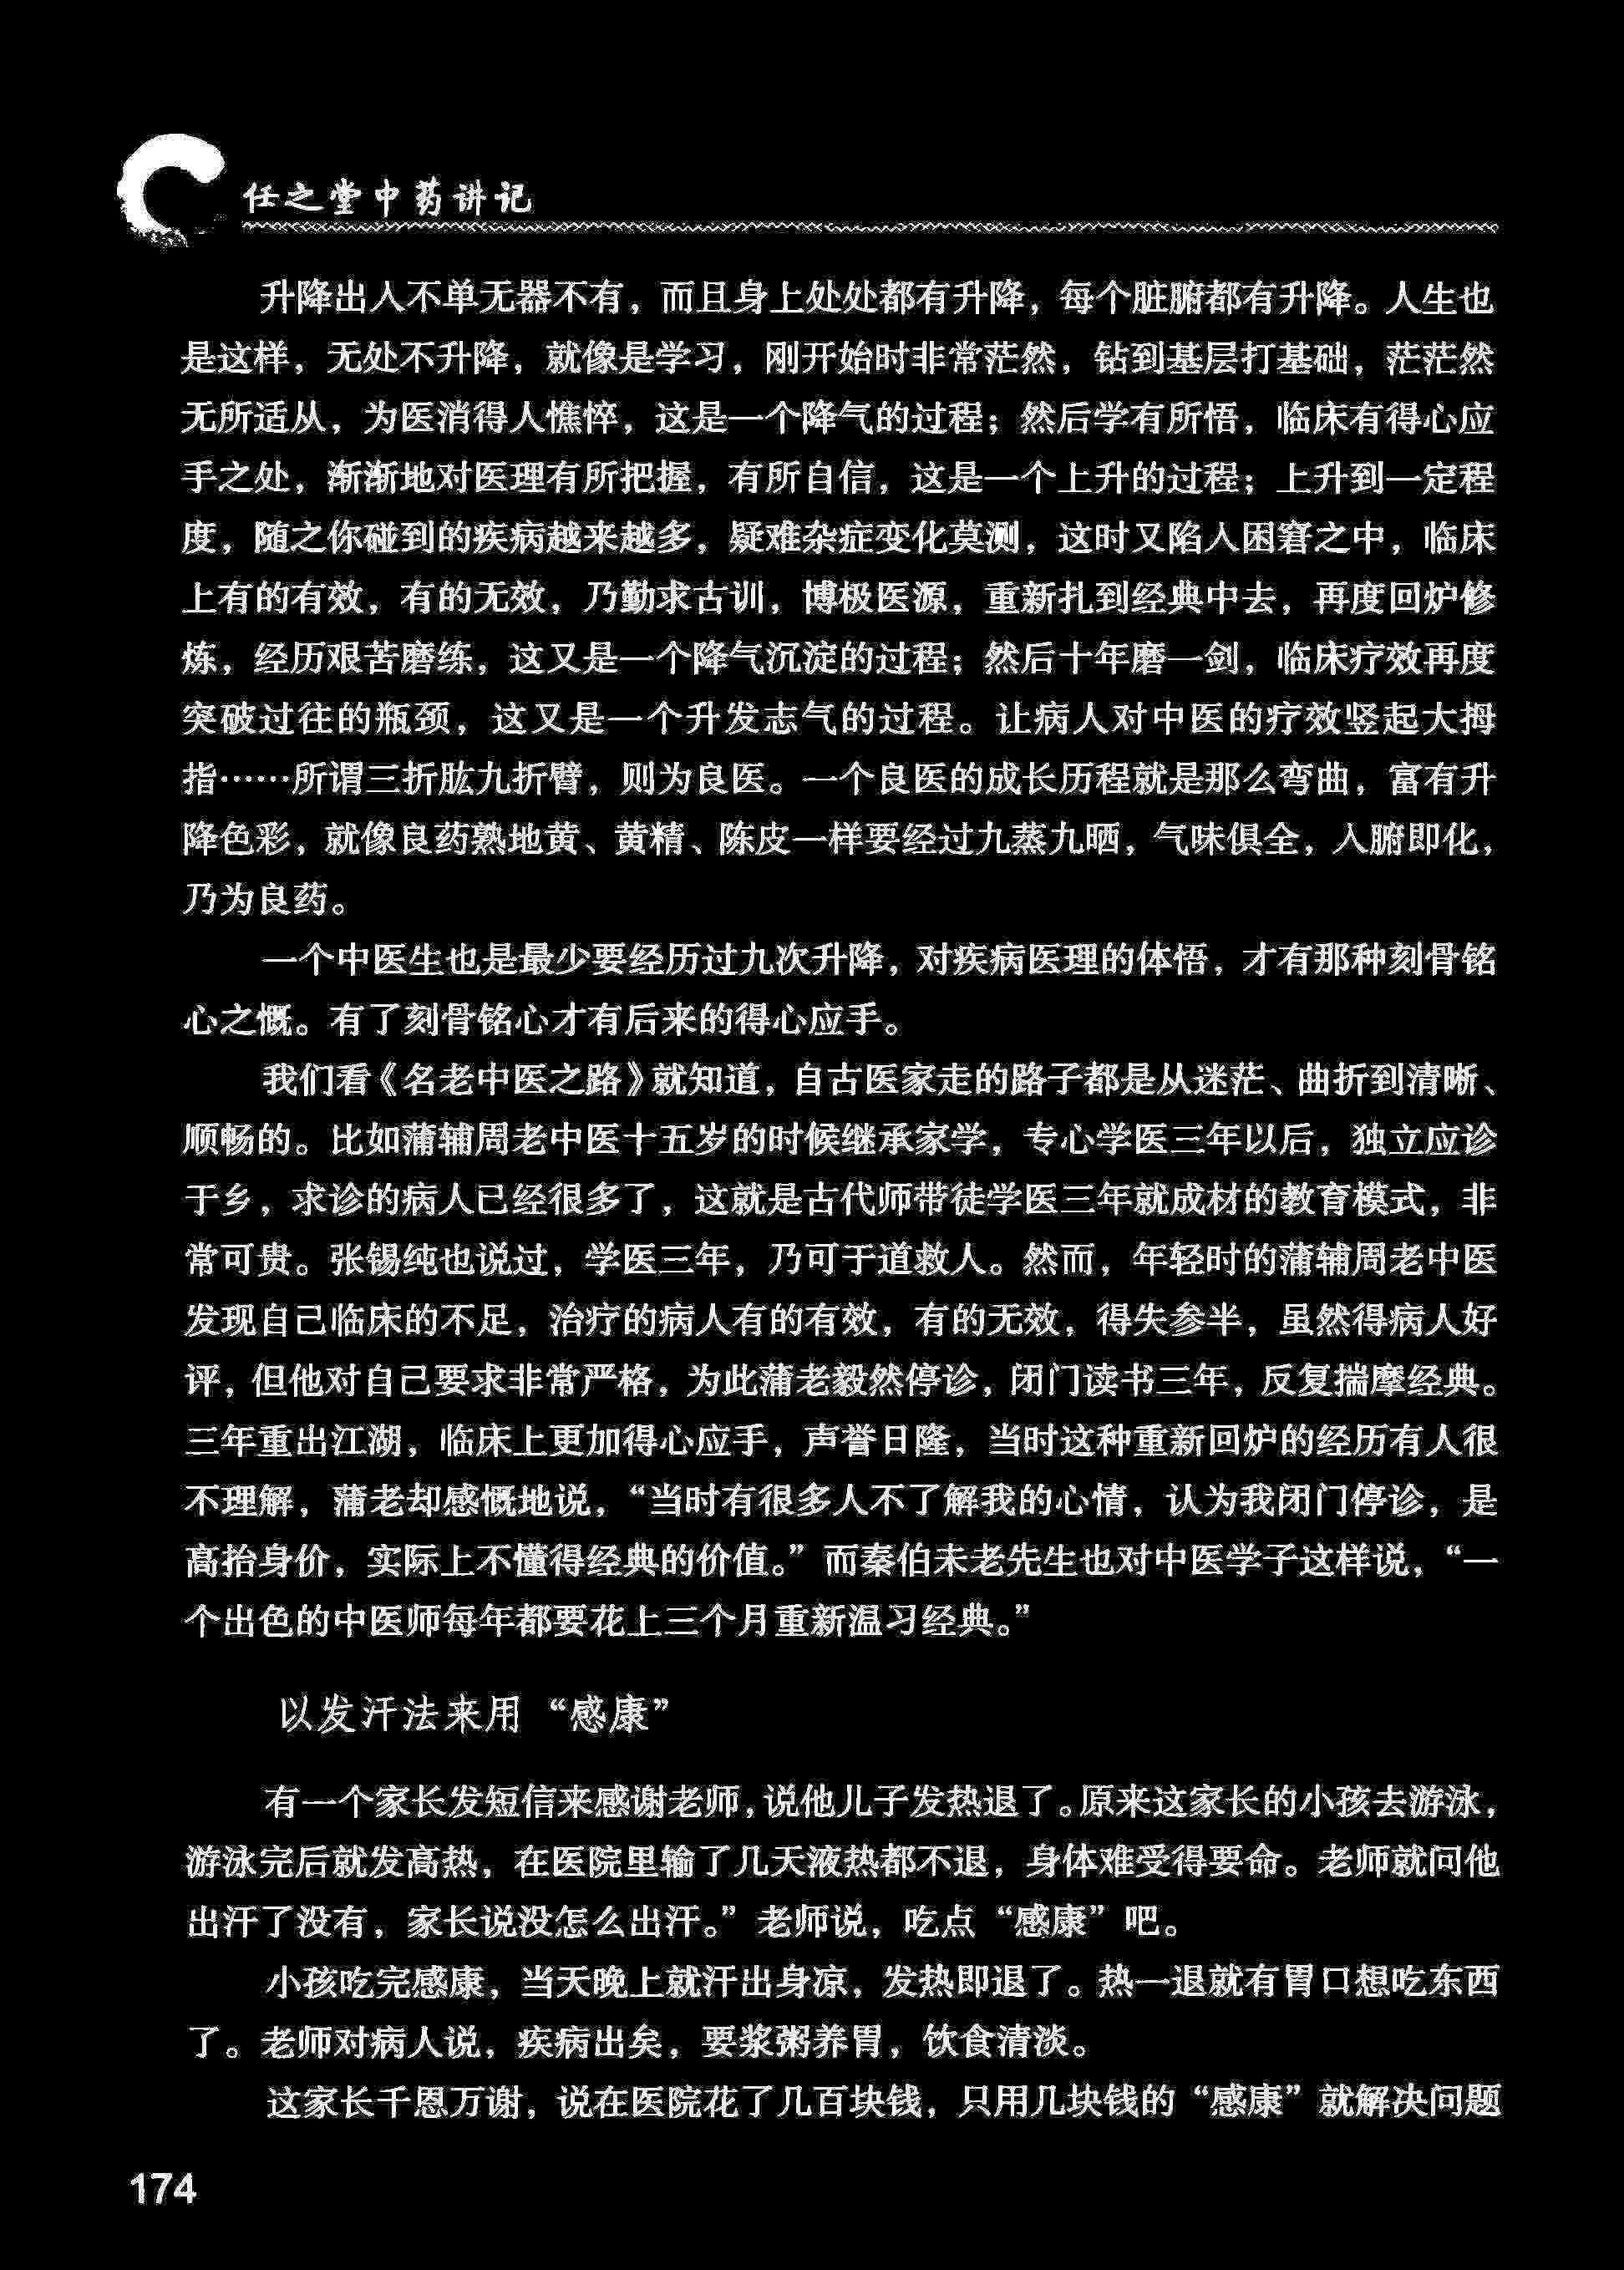 任之堂中药讲记
升降出入不单无器不有，而且身上处处都有升降，每个脏腑都有升降。人生也
是这样，无处不升降，就像是学习，刚开始时非常茫然，钻到基层打基础，茫茫然
无所适从，为医消得人憔悴，这是一个降气的过程；然后学有所悟，临床有得心应
手之处，渐渐地对医理有所把握，有所自信，这是一个上升的过程；上升到一定程
度，随之你碰到的疾病越来越多，疑难杂症变化莫测，这时又陷入困窘之中，临床
上有的有效，有的无效，乃勤求古训，博极医源，重新扎到经典中去，再度回炉修
炼，经历艰苦磨练，这又是一个降气沉淀的过程；然后十年磨一剑，临床疗效再度
突破过往的瓶颈，这又是一个升发志气的过程。让病人对中医的疗效竖起大拇
指……所谓三折肱九折臂，则为良医。一个良医的成长历程就是那么弯曲，富有升
降色彩，就像良药熟地黄、黄精、陈皮一样要经过九蒸九晒，气味俱全，入腑即化，
乃为良药。
一个中医生也是最少要经历过九次升降，对疾病医理的体悟，才有那种刻骨铭
心之慨。有了刻骨铭心才有后来的得心应手。
我们看《名老中医之路》就知道，自古医家走的路子都是从迷茫、曲折到清晰、
顺畅的。比如蒲辅周老中医十五岁的时候继承家学，专心学医三年以后，独立应诊
于乡，求诊的病人已经很多了，这就是古代师带徒学医三年就成材的教育模式，非
常可贵。张锡纯也说过，学医三年，乃可于道救人。然而，年轻时的蒲辅周老中医
发现自己临床的不足，治疗的病人有的有效，有的无效，得失参半，虽然得病人好
评，但他对自己要求非常严格，为此蒲老毅然停诊，闭门读书三年，反复揣摩经典。
三年重出江湖，临床上更加得心应手，声誉日隆，当时这种重新回炉的经历有人很
不理解，蒲老却感慨地说，“当时有很多人不了解我的心情，认为我闭门停诊，是
高抬身价，实际上不懂得经典的价值。”而秦伯未老先生也对中医学子这样说，“一
个出色的中医师每年都要花上三个月重新温习经典。”
以发汗法来用“感康”
有一个家长发短信来感谢老师，说他儿子发热退了。原来这家长的小孩去游泳，
游泳完后就发高热，在医院里输了几天液热都不退，身体难受得要命。老师就问他
出汗了没有，家长说没怎么出汗。”老师说，吃点“感康”吧。
小孩吃完感康，当天晚上就汗出身凉，发热即退了。热一退就有胃口想吃东西
了。老师对病人说，疾病出矣，要浆粥养胃，饮食清淡。
这家长千恩万谢，说在医院花了几百块钱，只用几块钱的“感康”就解决问题
174